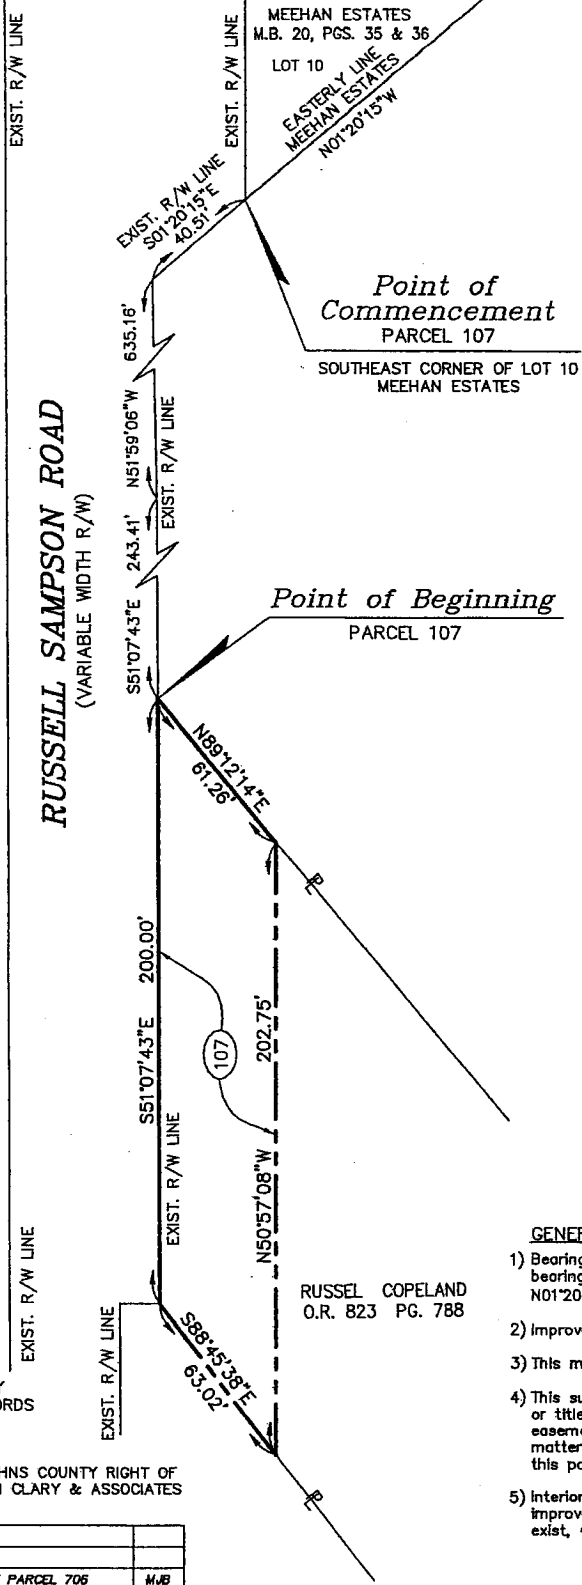 EXIST. R/W LINE
EXIST. R/W LINE
MEEHAN ESTATES
M.B. 20, PGS. 35 & 36
LOT 10
EASTERLY LINE
MEEHAN ESTATES
N01°20'15"W
EXIST. R/W LINE
S01°20'15"E
40.51'
Point of
Commencement
PARCEL 107
SOUTHEAST CORNER OF LOT 10
MEEHAN ESTATES
635.16'
N51°59'06"W
EXIST. R/W LINE
243.41'
S51°07'43"E
RUSSELL SAMPSON ROAD
(VARIABLE WIDTH R/W)
Point of Beginning
PARCEL 107
N89°12'14"E
61.26'
PL
200.00'
S51°07'43"E
107
202.75'
N50°57'08"W
EXIST. R/W LINE
RUSSEL COPELAND
O.R. 823 PG. 788
S88°45'38"E
63.02'
PL
EXIST. R/W LINE
EXIST. R/W LINE
ORDS
HNS COUNTY RIGHT OF
CLARY & ASSOCIATES
PARCEL 706
MJB
GENE
1) Bearing
bearing
N01°20
2) Improv
3) This m
4) This su
or title
easeme
matter
this pa
5) Interior
improv
exist,